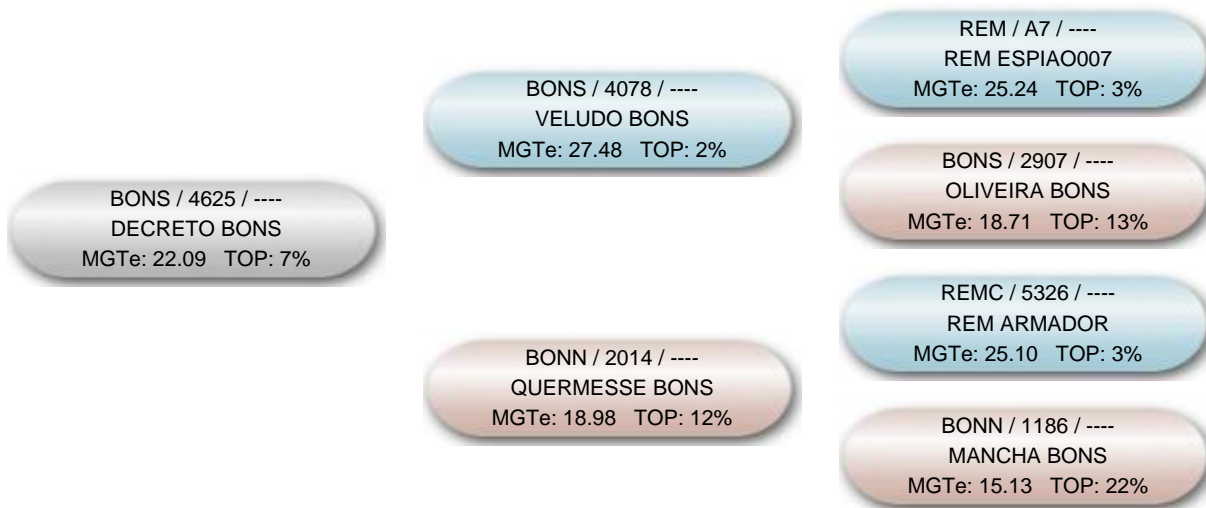 BONS / 4625 / ----
DECRETO BONS
MGTe: 22.09 TOP: 7%
BONS / 4078 / ----
VELUDO BONS
MGTe: 27.48 TOP: 2%
BONN / 2014 / ----
QUERMESSE BONS
MGTe: 18.98 TOP: 12%
REM / A7 / ----
REM ESPIAO007
MGTe: 25.24 TOP: 3%
BONS / 2907 / ----
OLIVEIRA BONS
MGTe: 18.71 TOP: 13%
REMC / 5326 / ----
REM ARMADOR
MGTe: 25.10 TOP: 3%
BONN / 1186 / ----
MANCHA BONS
MGTe: 15.13 TOP: 22%